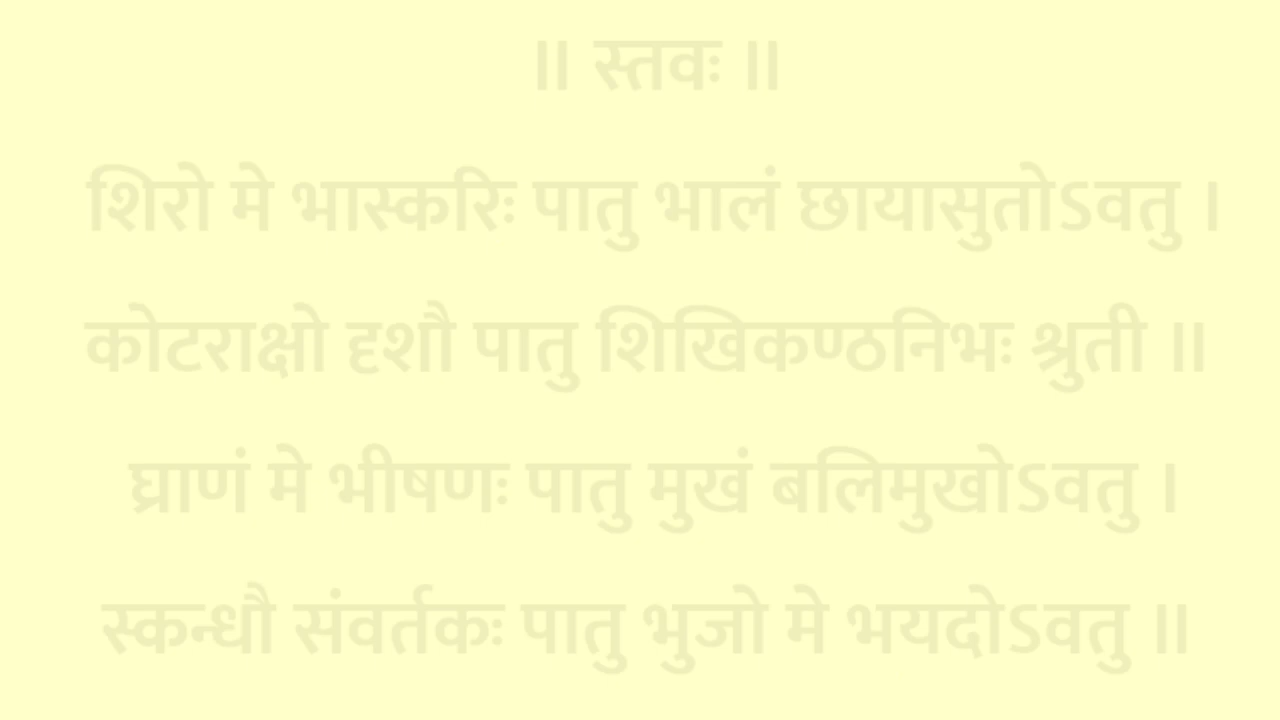 ॥ स्तवः ॥
शिरो मे भास्करिः पातु भालं छायासुतोऽवतु ।
कोटराक्षो दृशौ पातु शिखिकण्ठनिभः श्रुती ॥
घ्राणं मे भीषणः पातु मुखं बलिमुखोऽवतु ।
स्कन्धौ संवर्तकः पातु भुजो मे भयदोऽवतु ॥